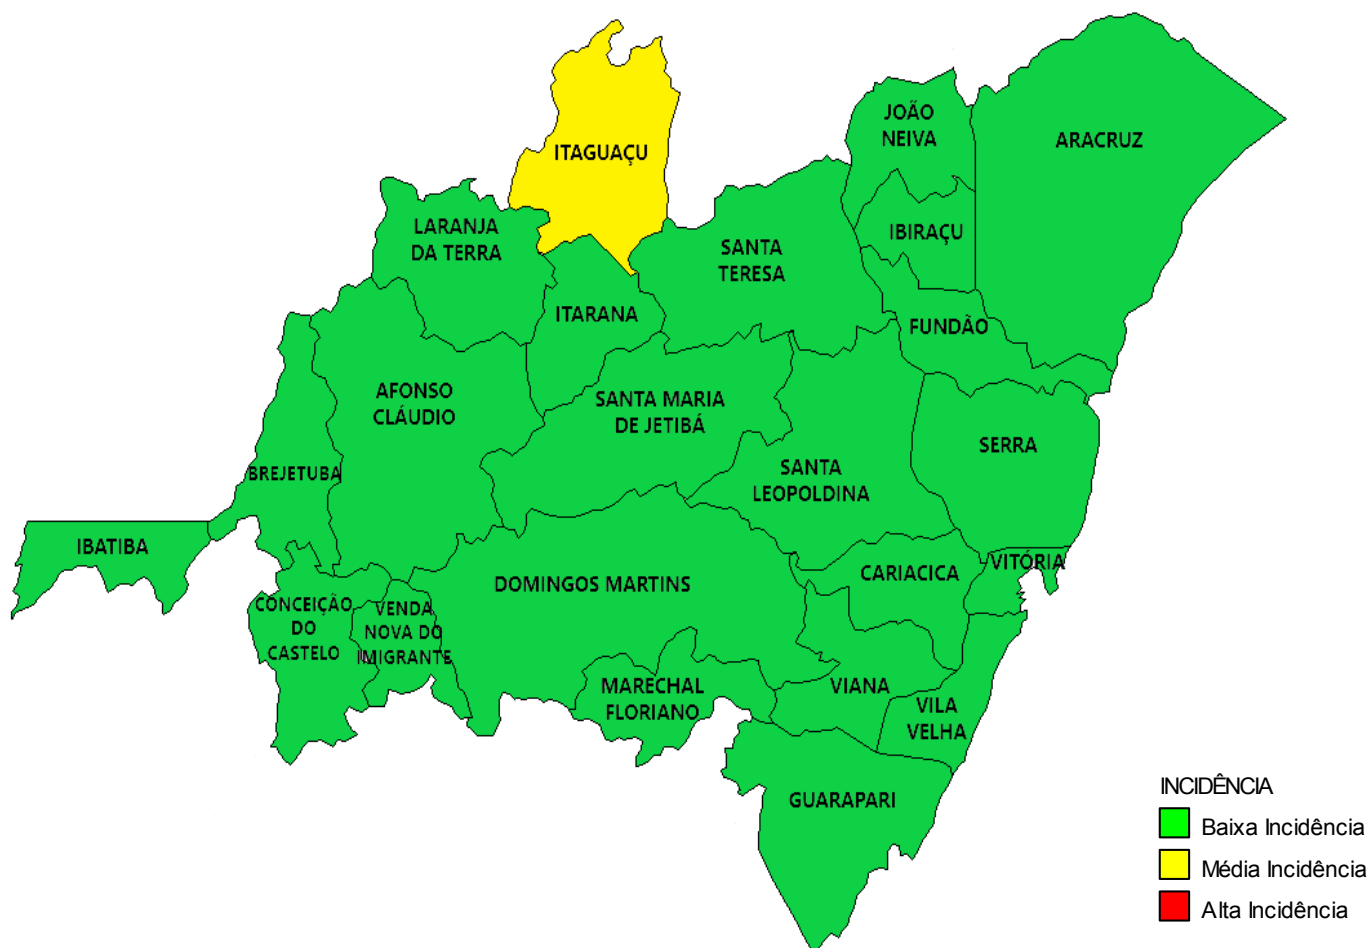 JOÃO
NEIVA
ARACRUZ
ITAGUAÇU
LARANJA
DA TERRA
IBIRAÇU
SANTA
TERESA
ITARANA
FUNDÃO
AFONSO
CLÁUDIO
SANTA MARIA
DE JETIBÁ
SERRA
BREJETUBA
SANTA
LEOPOLDINA
IBATIBA
VITÓRIA
CARIACICA
DOMINGOS MARTINS
CONCEIÇÃO
DO
CASTELO
VENDA
NOVA DO
IMIGRANTE
MARECHAL
FLORIANO
VIANA
VILA
VELHA
GUARAPARI
INCIDÊNCIA
Baixa Incidência
Média Incidência
Alta Incidência